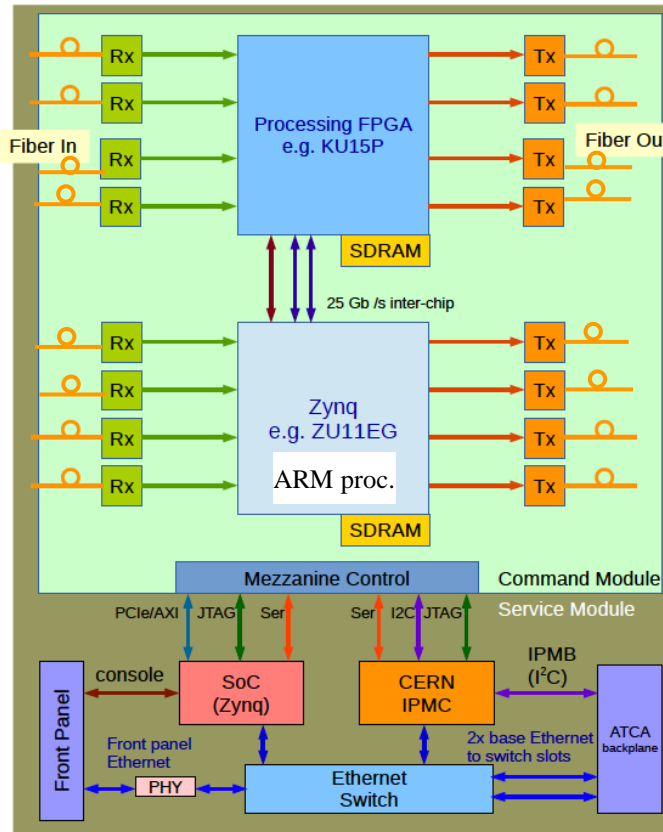 Rx
Tx
Rx
Tx
Processing FPGA
e.g. KU15P
Fiber In
Rx
Tx
Fiber Out
Rx
Tx
SDRAM
25 Gb /s inter-chip
Rx
Tx
Rx
Tx
Zynq
e.g. ZU11EG
Rx
Tx
ARM proc.
Rx
Tx
SDRAM
Mezzanine Control
Command Module
Service Module
PCIe/AXI
JTAG
Ser
Ser
I2C
JTAG
Front Panel
console
SoC
(Zynq)
CERN
IPMC
IPMB
(I²C)
ATCA
backplane
Front panel
Ethernet
PHY
Ethernet
Switch
2x base Ethernet
to switch slots